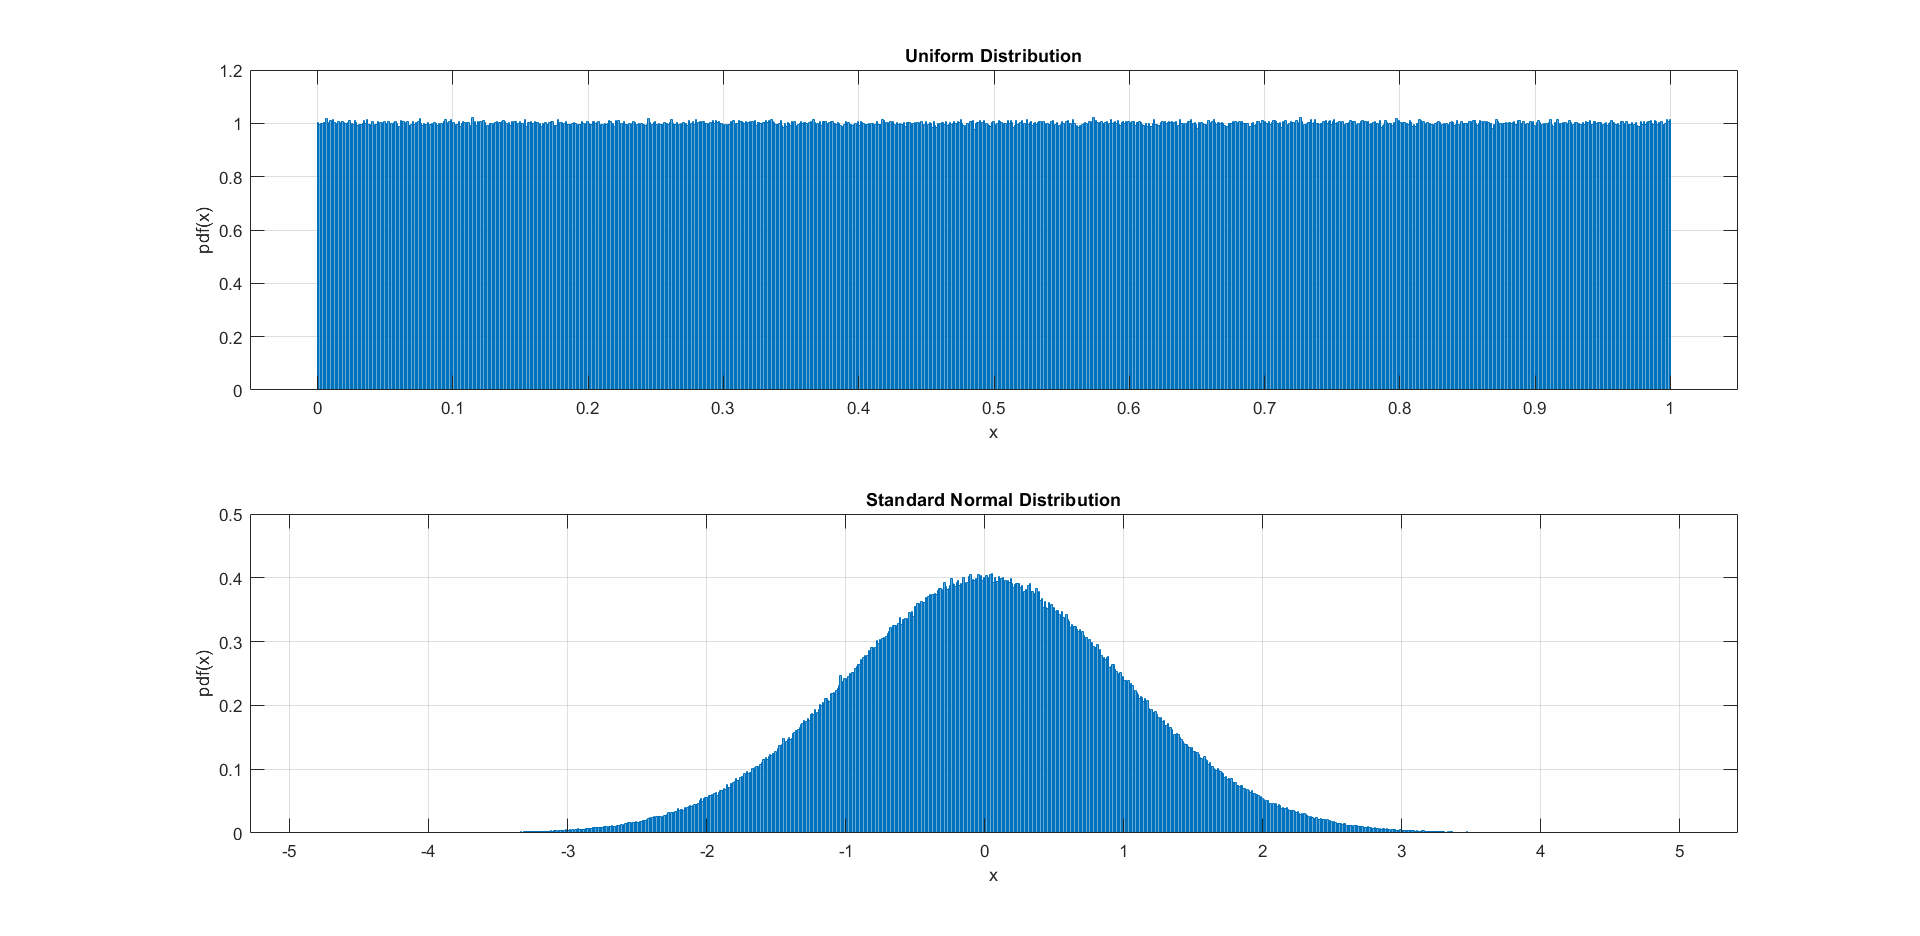 Uniform Distribution
1.2
1
0.8
0.6
0.4
0.2
0
pdf(x)
0 0.1 0.2 0.3 0.4 0.5 0.6 0.7 0.8 0.9 1
x
Standard Normal Distribution
0.5
0.4
0.3
0.2
0.1
0
pdf(x)
-5 -4 -3 -2 -1 0 1 2 3 4 5
x